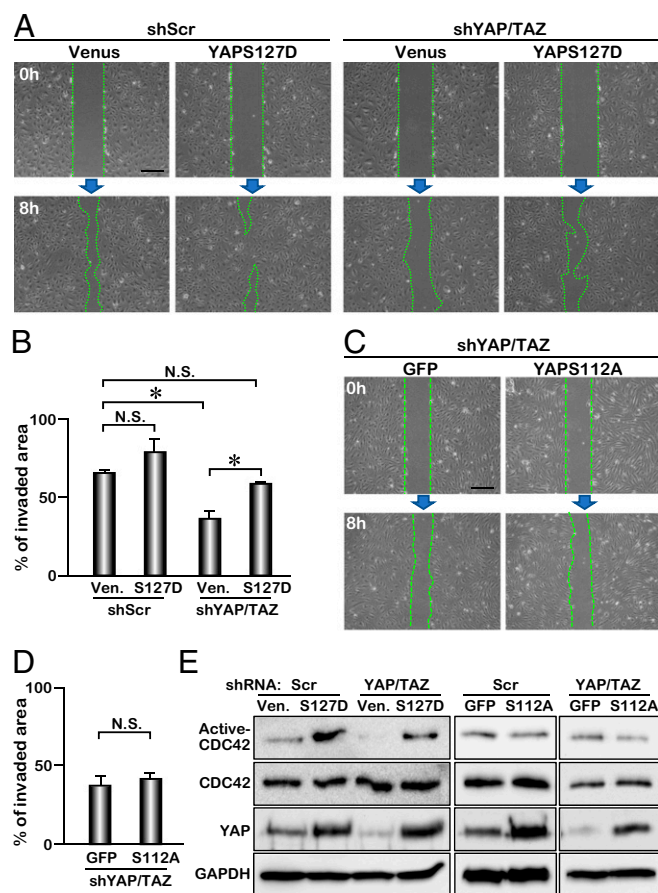 A
shScr
shYAP/TAZ
Venus
YAPS127D
Venus
YAPS127D
0h
8h
B
N.S.
*
N.S.
*
100
50
0
% of invaded area
Ven. S127D
Ven. S127D
shScr
shYAP/TAZ
C
shYAP/TAZ
GFP
YAPS112A
0h
8h
D
100
50
0
% of invaded area
N.S.
GFP S112A
shYAP/TAZ
E
shRNA: Scr YAP/TAZ Scr YAP/TAZ
Ven. S127D Ven. S127D GFP S112A GFP S112A
Active-
CDC42
CDC42
YAP
GAPDH